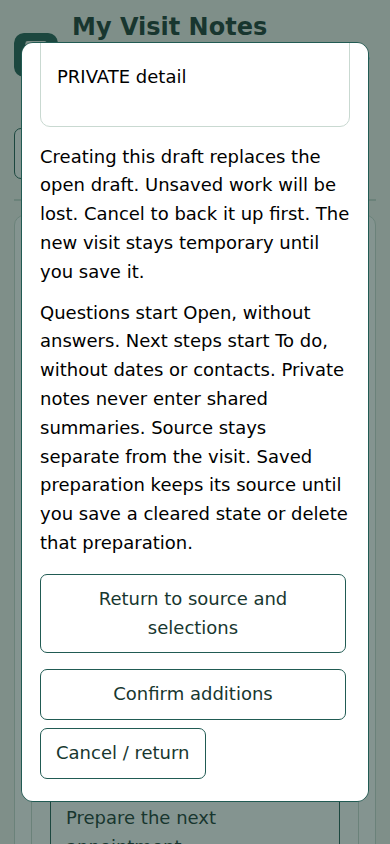 My Visit Notes
PRIVATE detail
Creating this draft replaces the
open draft. Unsaved work will be
lost. Cancel to back it up first. The
new visit stays temporary until
you save it.
Questions start Open, without
answers. Next steps start To do,
without dates or contacts. Private
notes never enter shared
summaries. Source stays
separate from the visit. Saved
preparation keeps its source until
you save a cleared state or delete
that preparation.
Return to source and
selections
Confirm additions
Cancel / return
Prepare the next
appointment